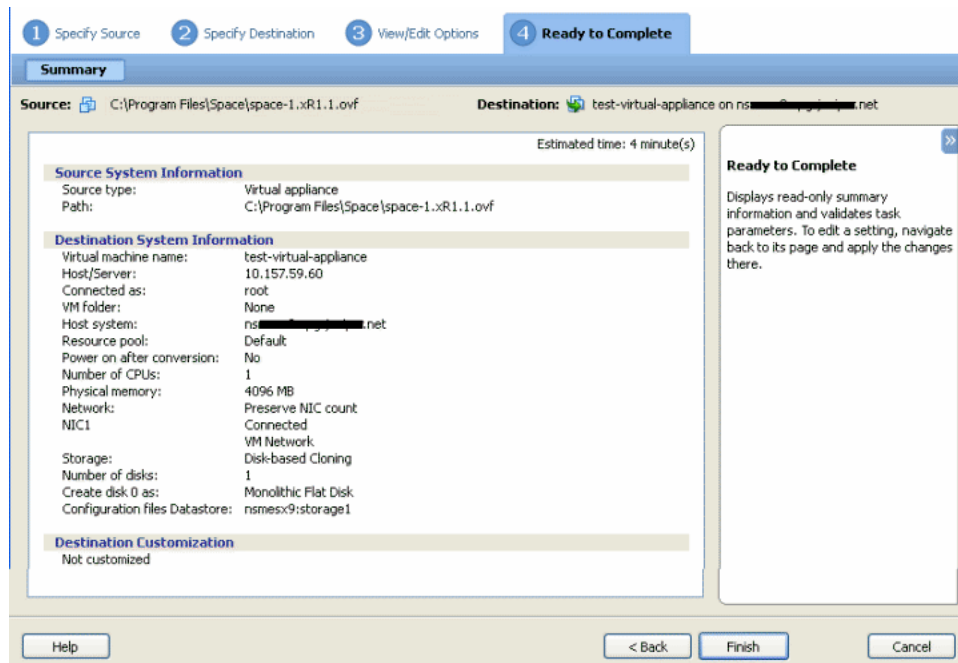 1 Specify Source 2 Specify Destination 3 View/Edit Options 4 Ready to Complete
Summary
Source: C:\Program Files\Space\space-1.xR1.1.ovf Destination: test-virtual-appliance on ns .net
Estimated time: 4 minute(s)
Source System Information
Source type: Virtual appliance
Path: C:\Program Files\Space\space-1.xR1.1.ovf
Destination System Information
Virtual machine name: test-virtual-appliance
Host/Server: 10.157.59.60
Connected as: root
VM folder: None
Host system: ns .net
Resource pool: Default
Power on after conversion: No
Number of CPUs: 1
Physical memory: 4096 MB
Network: Preserve NIC count
NIC1 Connected
VM Network
Storage: Disk-based Cloning
Number of disks: 1
Create disk 0 as: Monolithic Flat Disk
Configuration files Datastore: nsmesx9:storage1
Destination Customization
Not customized
»
Ready to Complete
Displays read-only summary
information and validates task
parameters. To edit a setting, navigate
back to its page and apply the changes
there.
Help < Back Finish Cancel